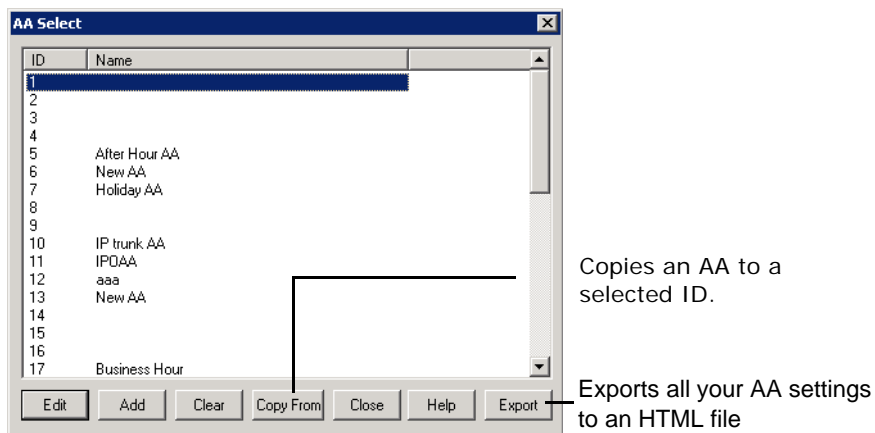 AA Select
ID Name
1
2
3
4
5 After Hour AA
6 New AA
7 Holiday AA
8
9
10 IP trunk AA
11 IPOAA
12 aaa
13 New AA
14
15
16
17 Business Hour
Edit Add Clear Copy From Close Help Export
Copies an AA to a
selected ID.
Exports all your AA settings
to an HTML file